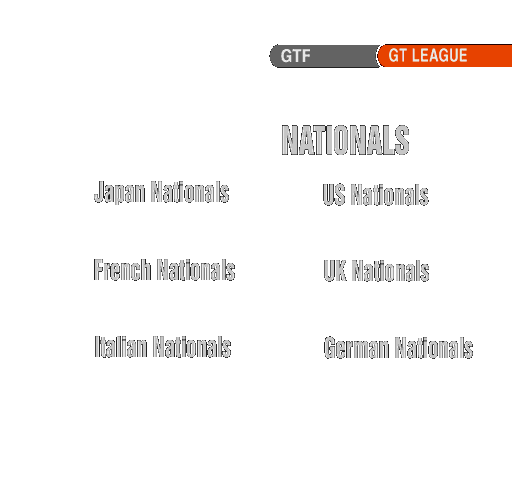 GTF GT LEAGUE
NATIONALS
Japan Nationals US Nationals
French Nationals UK Nationals
Italian Nationals German Nationals